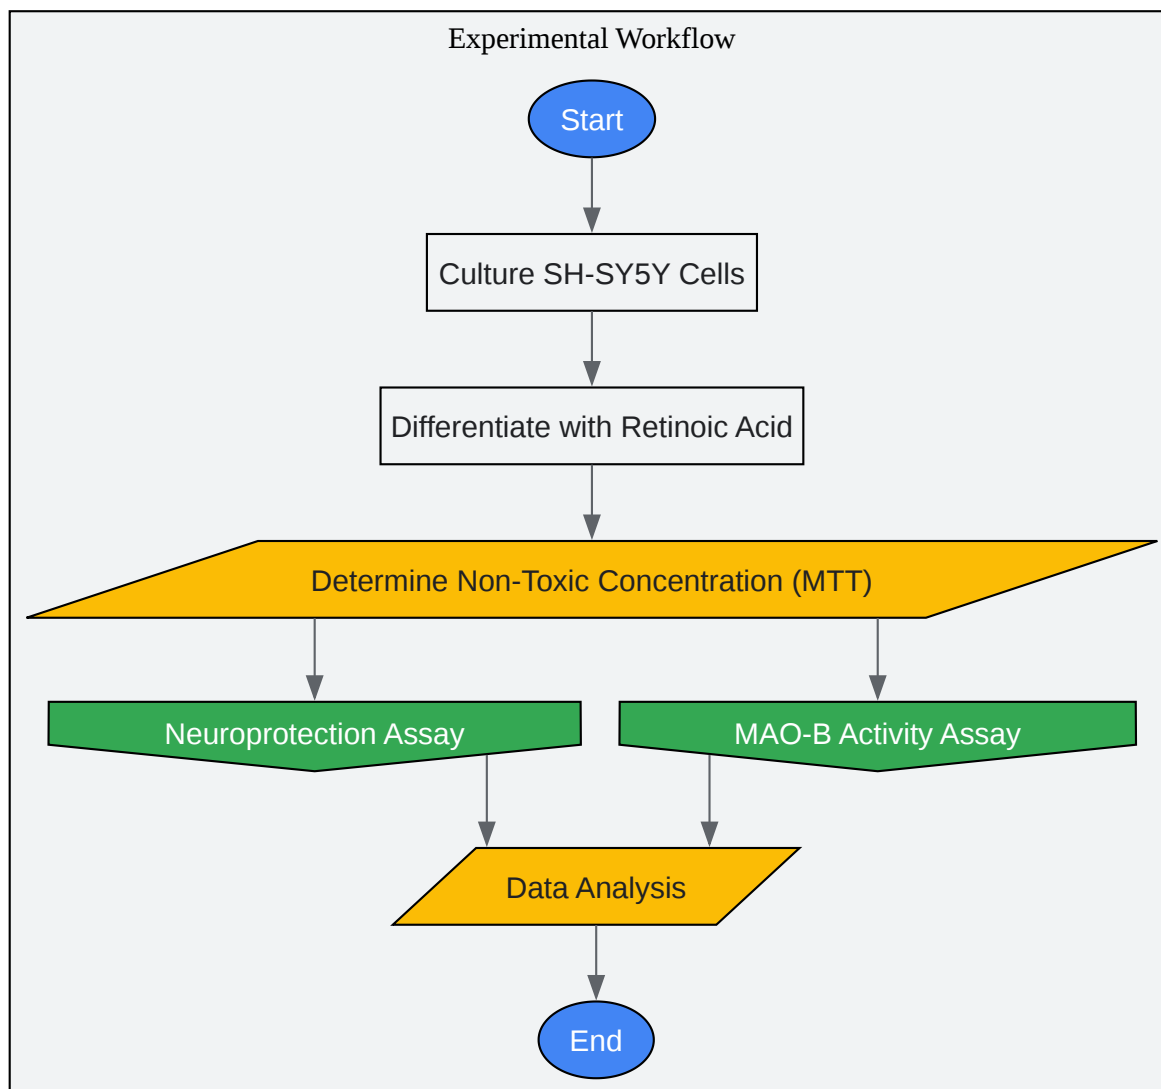 Experimental Workflow
Start
Culture SH-SY5Y Cells
Differentiate with Retinoic Acid
Determine Non-Toxic Concentration (MTT)
Neuroprotection Assay
MAO-B Activity Assay
Data Analysis
End